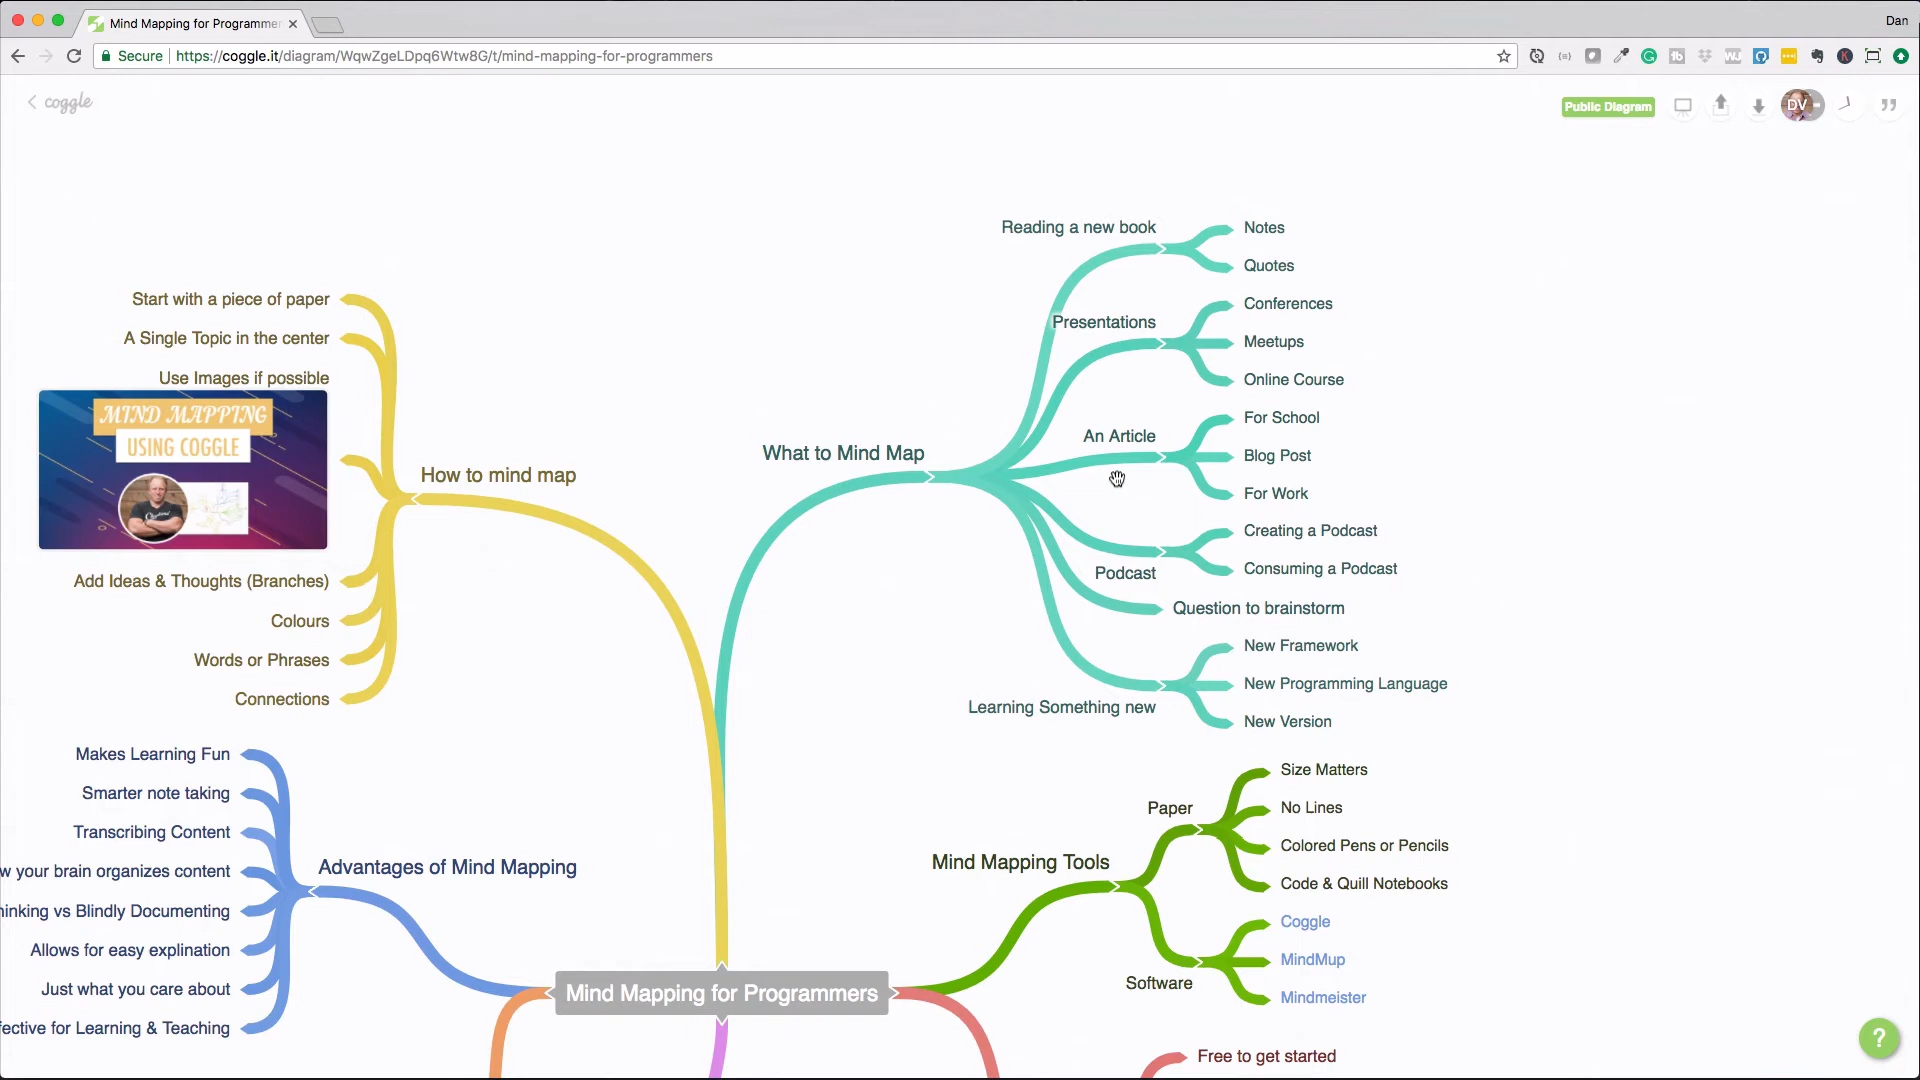 Mind Mapping for Programmer
Dan
Secure
https://coggle.it/diagram/WqwZgeLDpq6Wtw8G/t/mind-mapping-for-programmers
coggle
Public Diagram
DV
Reading a new book
Notes
Quotes
Presentations
Conferences
Meetups
Online Course
An Article
For School
Blog Post
For Work
What to Mind Map
Podcast
Creating a Podcast
Consuming a Podcast
Question to brainstorm
Learning Something new
New Framework
New Programming Language
New Version
Start with a piece of paper
A Single Topic in the center
Use Images if possible
MIND MAPPING
USING COGGLE
How to mind map
Add Ideas & Thoughts (Branches)
Colours
Words or Phrases
Connections
Makes Learning Fun
Smarter note taking
Transcribing Content
w your brain organizes content
hinking vs Blindly Documenting
Allows for easy explination
Just what you care about
fective for Learning & Teaching
Advantages of Mind Mapping
Mind Mapping Tools
Paper
Size Matters
No Lines
Colored Pens or Pencils
Code & Quill Notebooks
Software
Coggle
MindMup
Mindmeister
Mind Mapping for Programmers
Free to get started
?